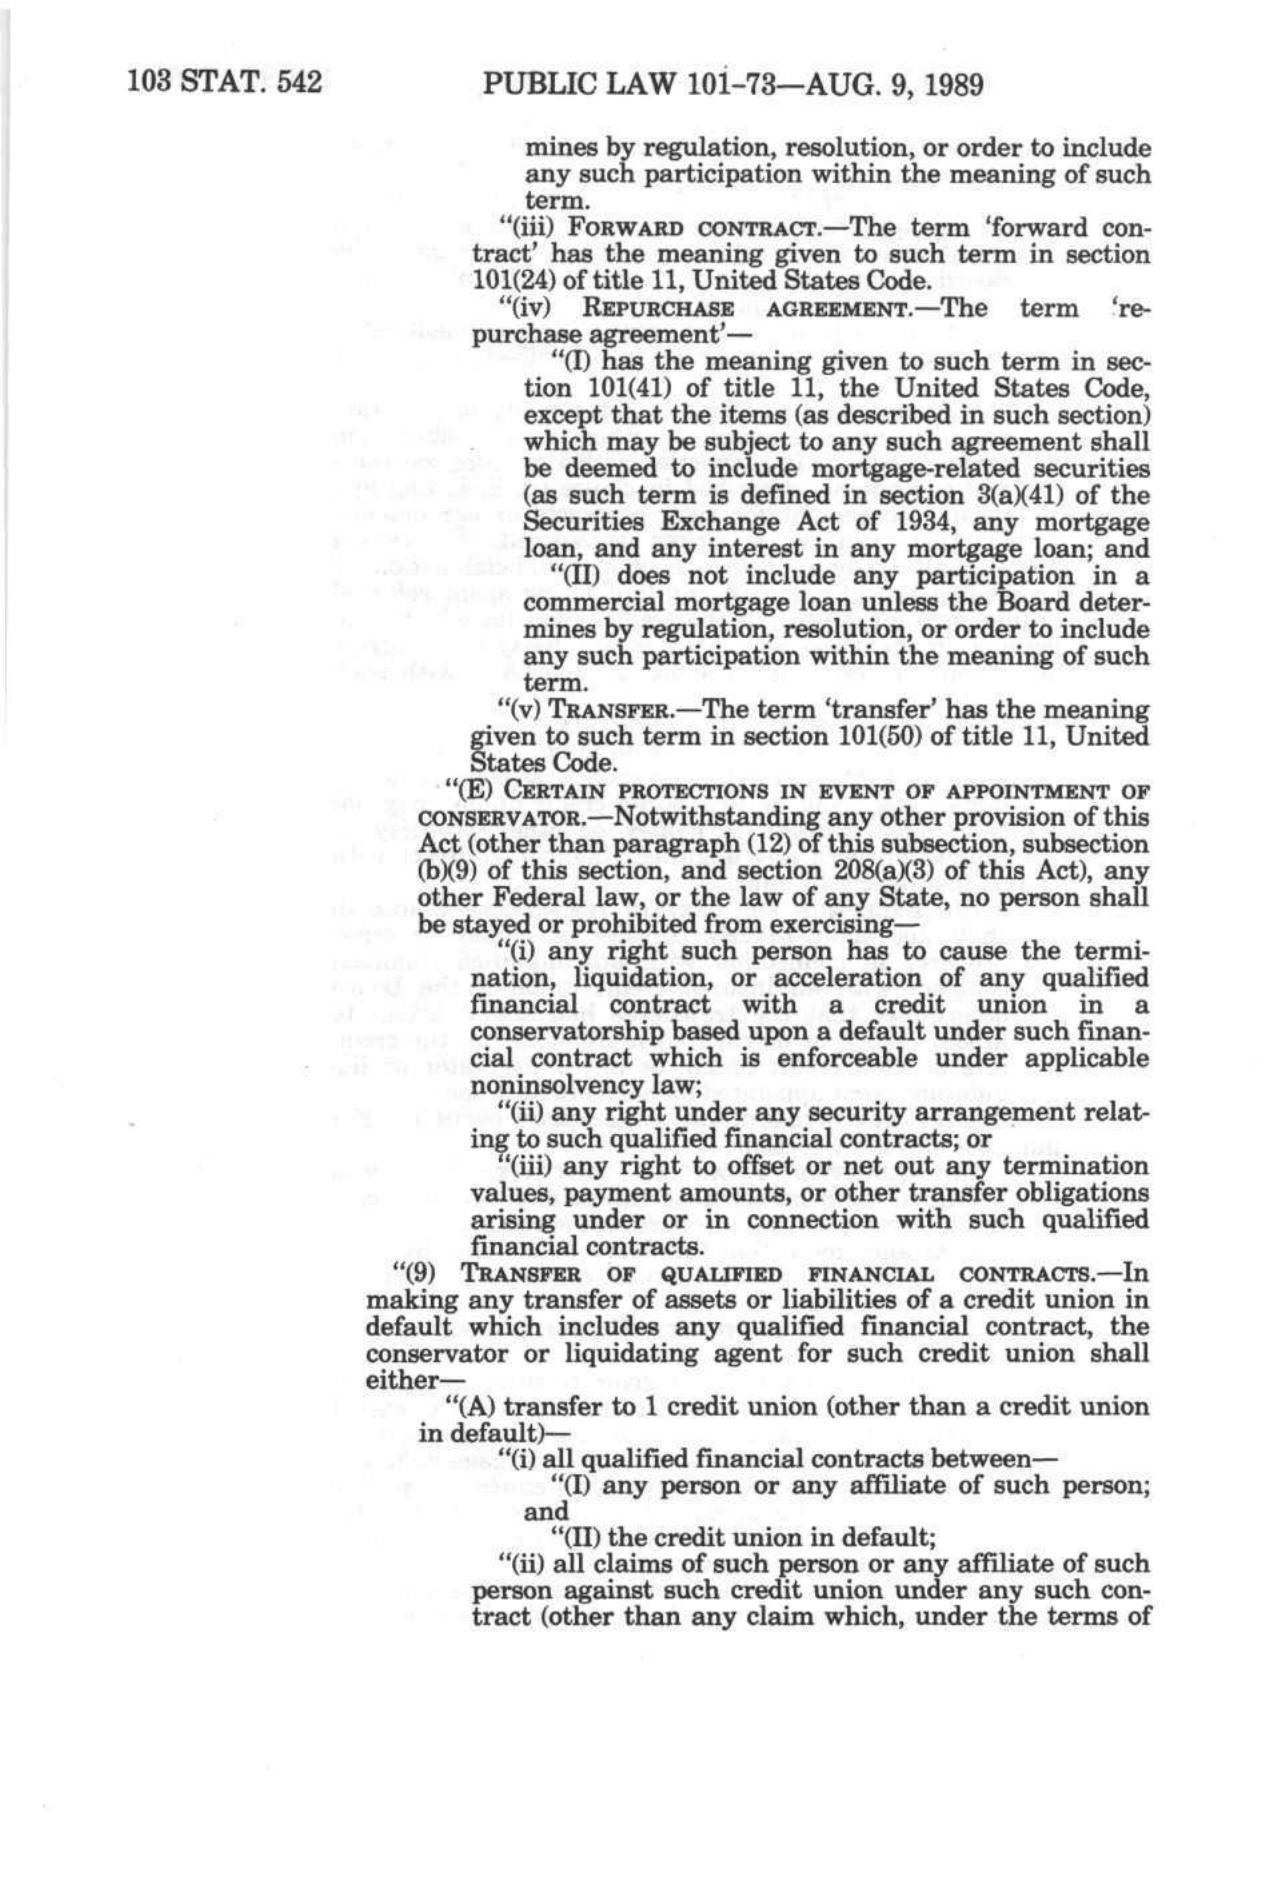 103 STAT. 542
PUBLIC LAW 101-73—AUG. 9, 1989
mines by regulation, resolution, or order to include
any such participation within the meaning of such
term.
"(iii) FORWARD CONTRACT.—The term 'forward con-
tract' has the meaning given to such term in section
101(24) of title 11, United States Code.
"(iv) REPURCHASE AGREEMENT.—The term 're-
purchase agreement'—
"(I) has the meaning given to such term in sec-
tion 101(41) of title 11, the United States Code,
except that the items (as described in such section)
which may be subject to any such agreement shall
be deemed to include mortgage-related securities
(as such term is defined in section 3(a)(41) of the
Securities Exchange Act of 1934, any mortgage
loan, and any interest in any mortgage loan; and
"(II) does not include any participation in a
commercial mortgage loan unless the Board deter-
mines by regulation, resolution, or order to include
any such participation within the meaning of such
term.
"(v) TRANSFER.—The term 'transfer' has the meaning
given to such term in section 101(50) of title 11, United
States Code.
"(E) CERTAIN PROTECTIONS IN EVENT OF APPOINTMENT OF
CONSERVATOR.—Notwithstanding any other provision of this
Act (other than paragraph (12) of this subsection, subsection
(b)(9) of this section, and section 208(a)(3) of this Act), any
other Federal law, or the law of any State, no person shall
be stayed or prohibited from exercising—
"(i) any right such person has to cause the termi-
nation, liquidation, or acceleration of any qualified
financial contract with a credit union in a
conservatorship based upon a default under such finan-
cial contract which is enforceable under applicable
noninsolvency law;
"(ii) any right under any security arrangement relat-
ing to such qualified financial contracts; or
"(iii) any right to offset or net out any termination
values, payment amounts, or other transfer obligations
arising under or in connection with such qualified
financial contracts.
"(9) TRANSFER OF QUALIFIED FINANCIAL CONTRACTS.—In
making any transfer of assets or liabilities of a credit union in
default which includes any qualified financial contract, the
conservator or liquidating agent for such credit union shall
either—
"(A) transfer to 1 credit union (other than a credit union
in default)—
"(i) all qualified financial contracts between—
"(I) any person or any affiliate of such person;
and
"(II) the credit union in default;
"(ii) all claims of such person or any affiliate of such
person against such credit union under any such con-
tract (other than any claim which, under the terms of